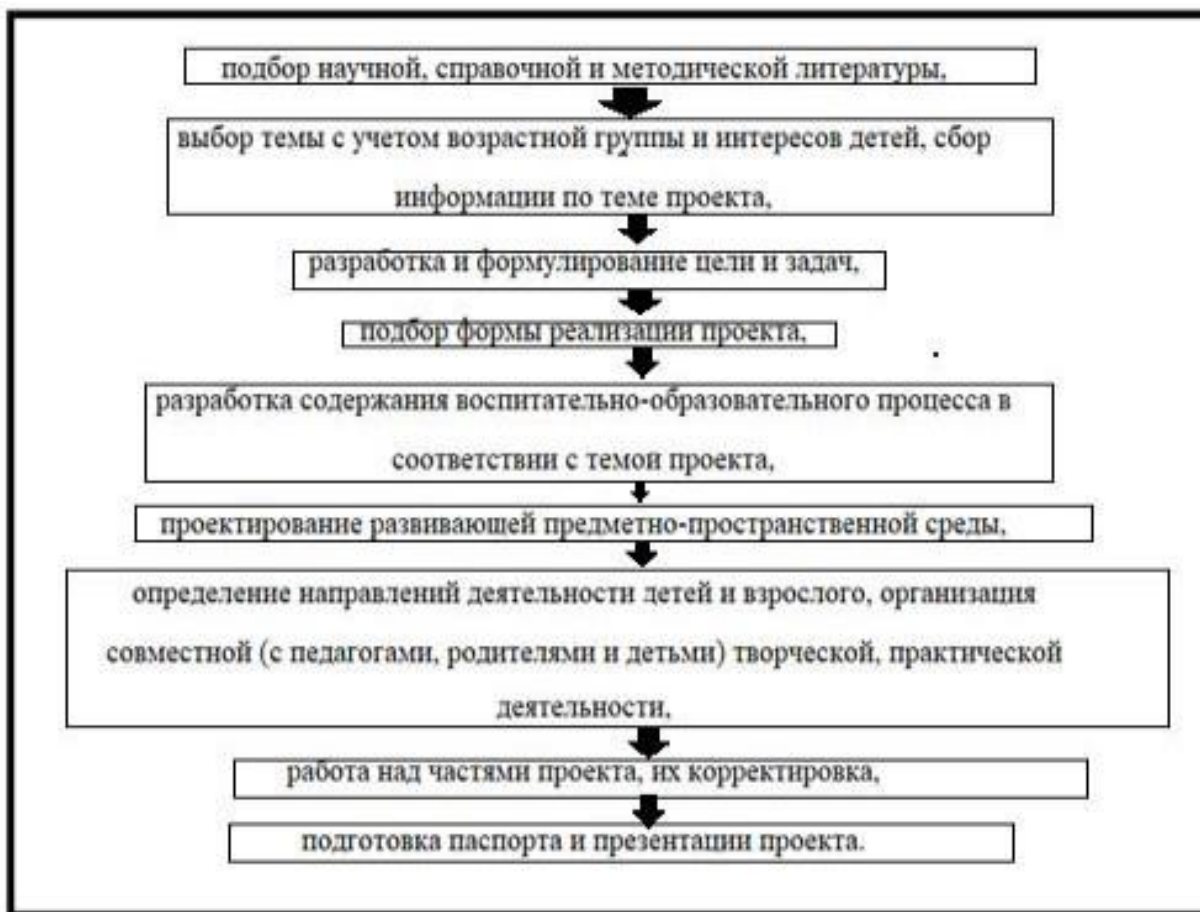 подбор научной, справочной и методической литературы,
выбор темы с учетом возрастной группы и интересов детей, сбор
информации по теме проекта,
разработка и формулирование цели и задач,
подбор формы реализации проекта,
разработка содержания воспитательно-образовательного процесса в
соответствии с темой проекта,
проектирование развивающей предметно-пространственной среды,
определение направлений деятельности детей и взрослого, организация
совместной (с педагогами, родителями и детьми) творческой, практической
деятельности,
работа над частями проекта, их корректировка,
подготовка паспорта и презентации проекта.